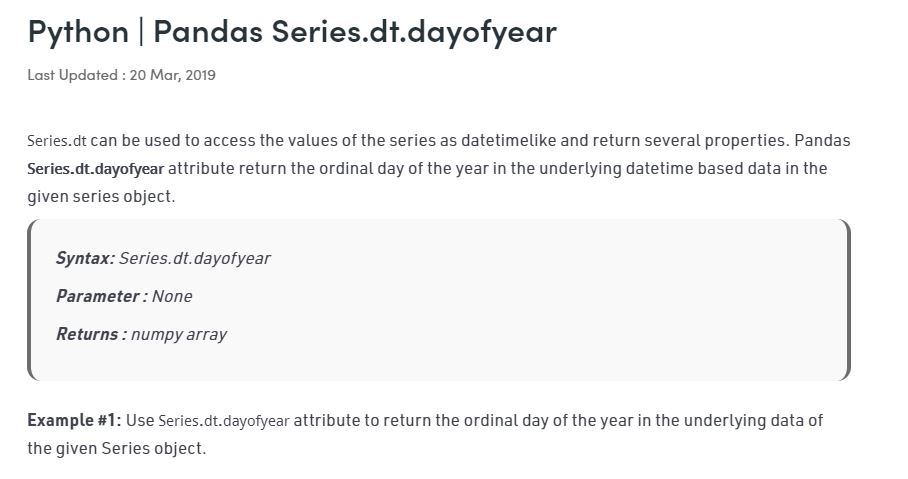 Python | Pandas Series.dt.dayofyear
Last Updated : 20 Mar, 2019
Series.dt can be used to access the values of the series as datetimelike and return several properties. Pandas
Series.dt.dayofyear attribute return the ordinal day of the year in the underlying datetime based data in the
given series object.
Syntax: Series.dt.dayofyear
Parameter : None
Returns : numpy array
Example #1: Use Series.dt.dayofyear attribute to return the ordinal day of the year in the underlying data of
the given Series object.